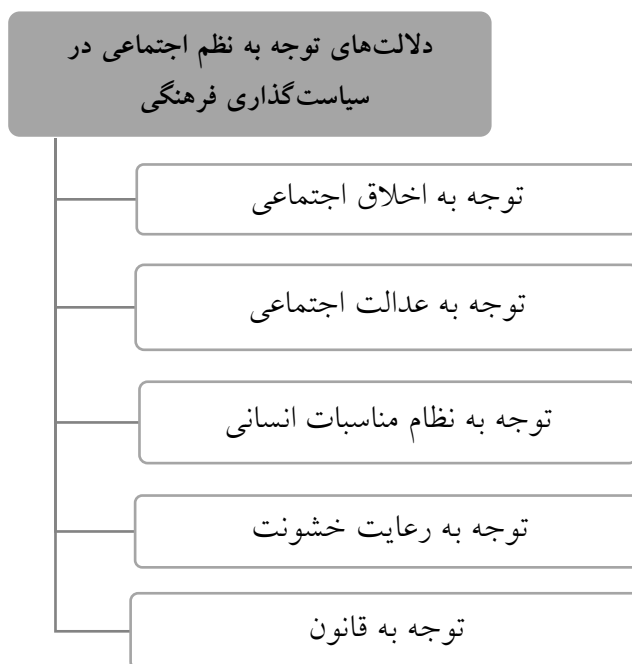 دلالت‌های توجه به نظم اجتماعی در
سیاست‌گذاری فرهنگی
توجه به اخلاق اجتماعی
توجه به عدالت اجتماعی
توجه به نظام مناسبات انسانی
توجه به رعایت خشونت
توجه به قانون